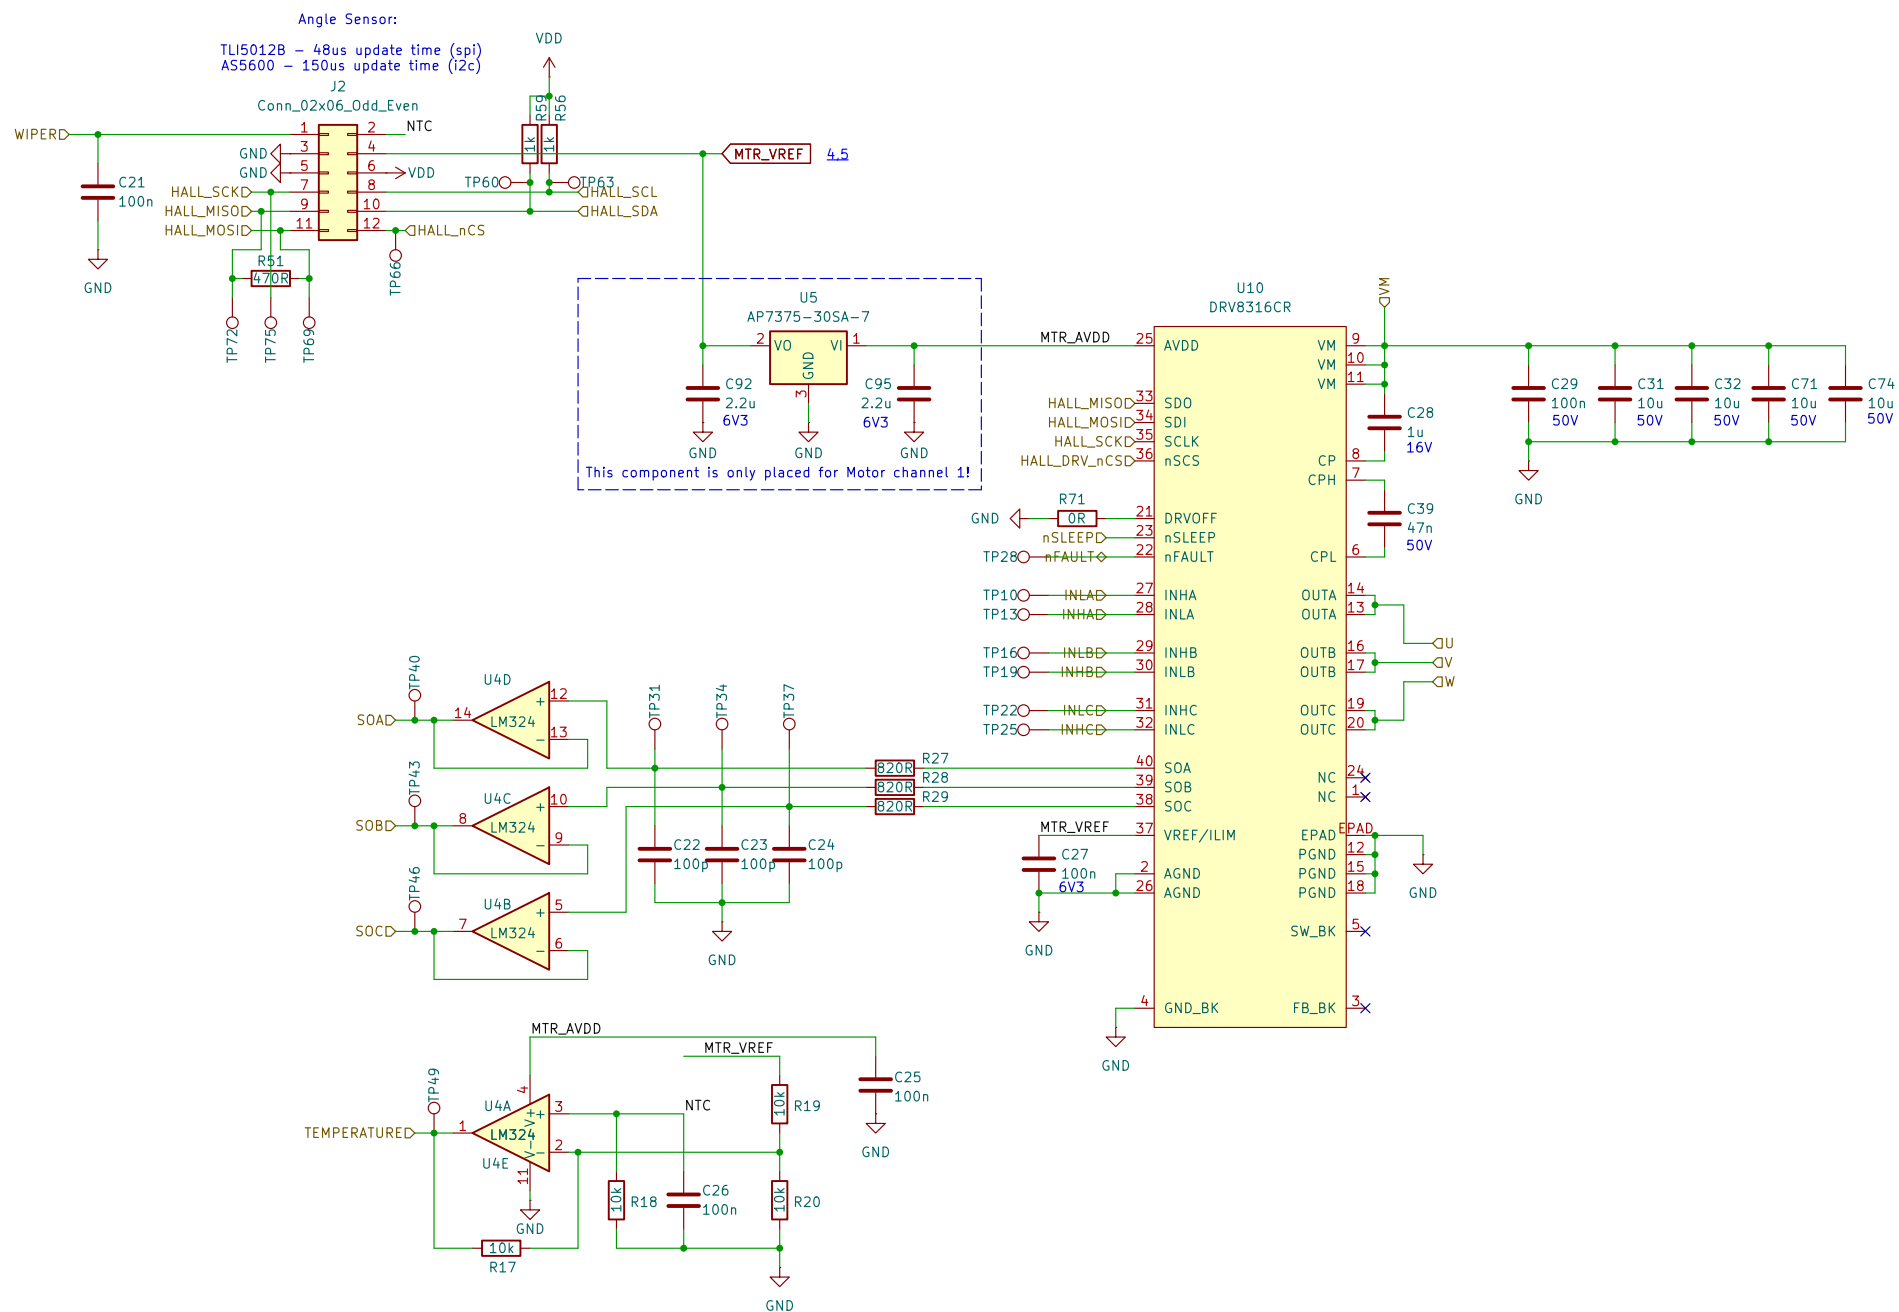 Angle Sensor:
TLI5012B - 48us update time (spi)
AS5600 - 150us update time (i2c)
J2
Conn_02x06_Odd_Even
WIPER
1
2
NTC
GND
3
4
GND
5
6
VDD
HALL_SCK
7
8
HALL_SCL
HALL_MISO
9
10
HALL_SDA
HALL_MOSI
11
12
HALL_nCS
C21
100n
GND
R51
470R
TP72
TP75
TP69
TP66
VDD
R59
R56
1k
1k
TP60
TP63
MTR_VREF
4,5
U5
AP7375-30SA-7
2
VO
VI
1
GND
3
C92
2.2u
6V3
C95
2.2u
6V3
GND
GND
GND
This component is only placed for Motor channel 1!
U10
DRV8316CR
VM
MTR_AVDD
25
AVDD
VM
9
VM
10
VM
11
HALL_MISO
33
SDO
HALL_MOSI
34
SDI
HALL_SCK
35
SCLK
HALL_DRV_nCS
36
nSCS
CP
8
CPH
7
CPL
6
C28
1u
16V
C39
47n
50V
C29
100n
50V
C31
10u
50V
C32
10u
50V
C71
10u
50V
C74
10u
50V
GND
GND
R71
0R
21
DRVOFF
nSLEEP
23
nSLEEP
TP28
nFAULT
22
nFAULT
TP10
INLA
27
INHA
TP13
INHA
28
INLA
TP16
INLB
29
INHB
TP19
INHB
30
INLB
TP22
INLC
31
INHC
TP25
INHC
32
INLC
OUTA
14
OUTA
13
OUTB
16
OUTB
17
OUTC
19
OUTC
20
U
V
W
NC
24
NC
1
EPAD
EPAD
PGND
12
PGND
15
PGND
18
GND
SW_BK
5
FB_BK
3
40
SOA
39
SOB
38
SOC
MTR_VREF
37
VREF/ILIM
2
AGND
26
AGND
C27
100n
6V3
GND
4
GND_BK
GND
R27
820R
R28
820R
R29
820R
TP31
TP34
TP37
C22
100p
C23
100p
C24
100p
GND
TP40
U4D
LM324
SOA
14
12
+
13
-
TP43
U4C
LM324
SOB
8
10
+
9
-
TP46
U4B
LM324
SOC
7
5
+
6
-
MTR_AVDD
MTR_VREF
C25
100n
GND
TP49
TEMPERATURE
U4A
LM324
U4E
1
4
V+
+
3
V-
-
2
11
GND
NTC
R19
10k
R18
10k
C26
100n
R20
10k
R17
10k
GND